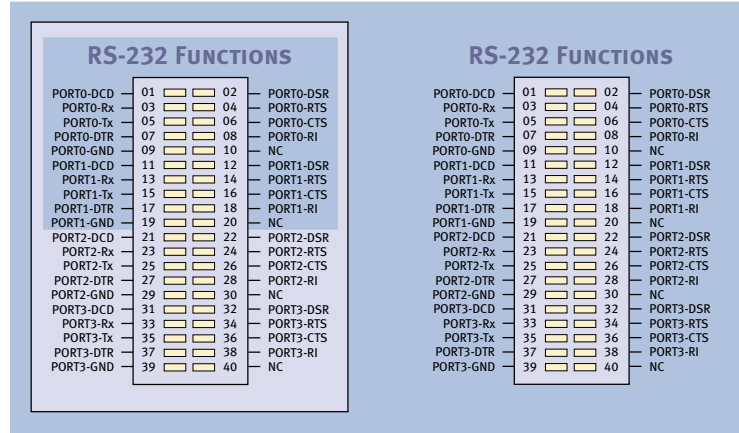 RS-232 Functions
PORT0-DCD 01 02 PORT0-DSR
PORT0-Rx 03 04 PORT0-RTS
PORT0-Tx 05 06 PORT0-CTS
PORT0-DTR 07 08 PORT0-RI
PORT0-GND 09 10 NC
PORT1-DCD 11 12 PORT1-DSR
PORT1-Rx 13 14 PORT1-RTS
PORT1-Tx 15 16 PORT1-CTS
PORT1-DTR 17 18 PORT1-RI
PORT1-GND 19 20 NC
PORT2-DCD 21 22 PORT2-DSR
PORT2-Rx 23 24 PORT2-RTS
PORT2-Tx 25 26 PORT2-CTS
PORT2-DTR 27 28 PORT2-RI
PORT2-GND 29 30 NC
PORT3-DCD 31 32 PORT3-DSR
PORT3-Rx 33 34 PORT3-RTS
PORT3-Tx 35 36 PORT3-CTS
PORT3-DTR 37 38 PORT3-RI
PORT3-GND 39 40 NC
RS-232 Functions
PORT0-DCD 01 02 PORT0-DSR
PORT0-Rx 03 04 PORT0-RTS
PORT0-Tx 05 06 PORT0-CTS
PORT0-DTR 07 08 PORT0-RI
PORT0-GND 09 10 NC
PORT1-DCD 11 12 PORT1-DSR
PORT1-Rx 13 14 PORT1-RTS
PORT1-Tx 15 16 PORT1-CTS
PORT1-DTR 17 18 PORT1-RI
PORT1-GND 19 20 NC
PORT2-DCD 21 22 PORT2-DSR
PORT2-Rx 23 24 PORT2-RTS
PORT2-Tx 25 26 PORT2-CTS
PORT2-DTR 27 28 PORT2-RI
PORT2-GND 29 30 NC
PORT3-DCD 31 32 PORT3-DSR
PORT3-Rx 33 34 PORT3-RTS
PORT3-Tx 35 36 PORT3-CTS
PORT3-DTR 37 38 PORT3-RI
PORT3-GND 39 40 NC